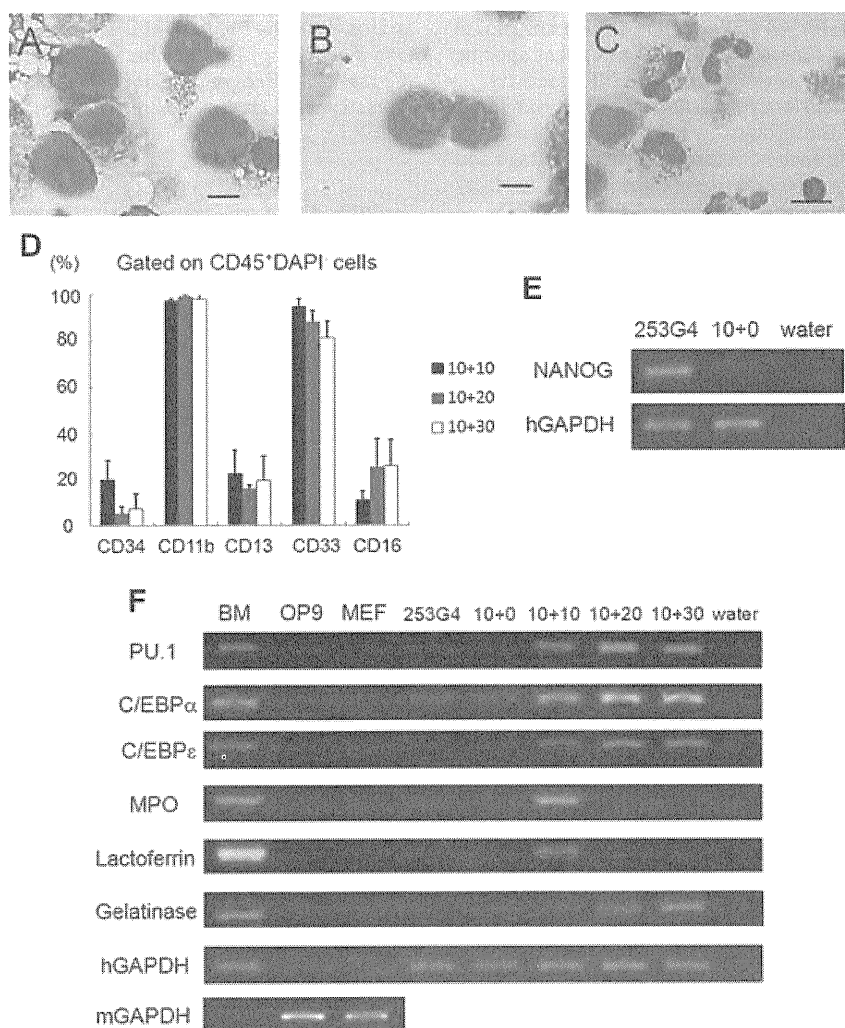 A
B
C
D
(%)
Gated on CD45+DAPI- cells
100
80
60
40
20
0
CD34 CD11b CD13 CD33 CD16
10+10
10+20
10+30
E
253G4 10+0 water
NANOG
hGAPDH
F
BM OP9 MEF 253G4 10+0 10+10 10+20 10+30 water
PU.1
C/EBPα
C/EBPε
MPO
Lactoferrin
Gelatinase
hGAPDH
mGAPDH